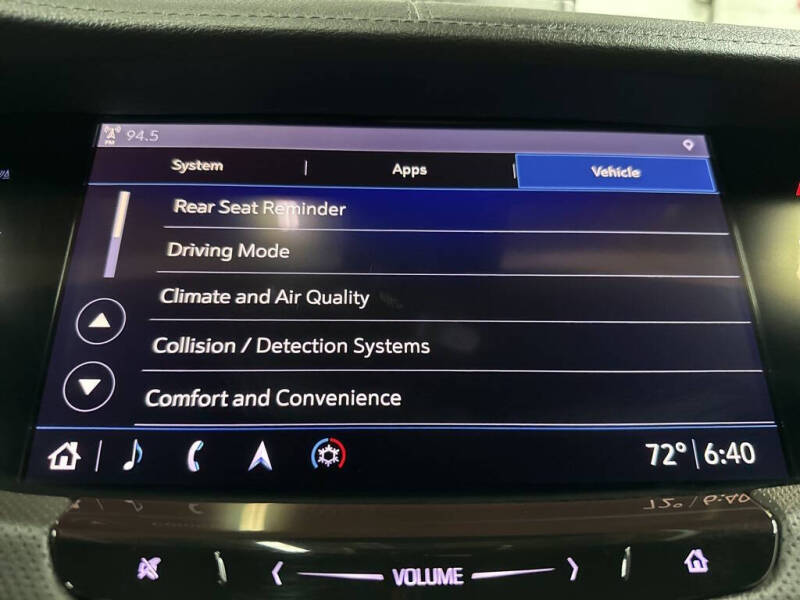 FM 94.5
System Apps Vehicle
Rear Seat Reminder
Driving Mode
Climate and Air Quality
Collision / Detection Systems
Comfort and Convenience
72° 6:40
VOLUME